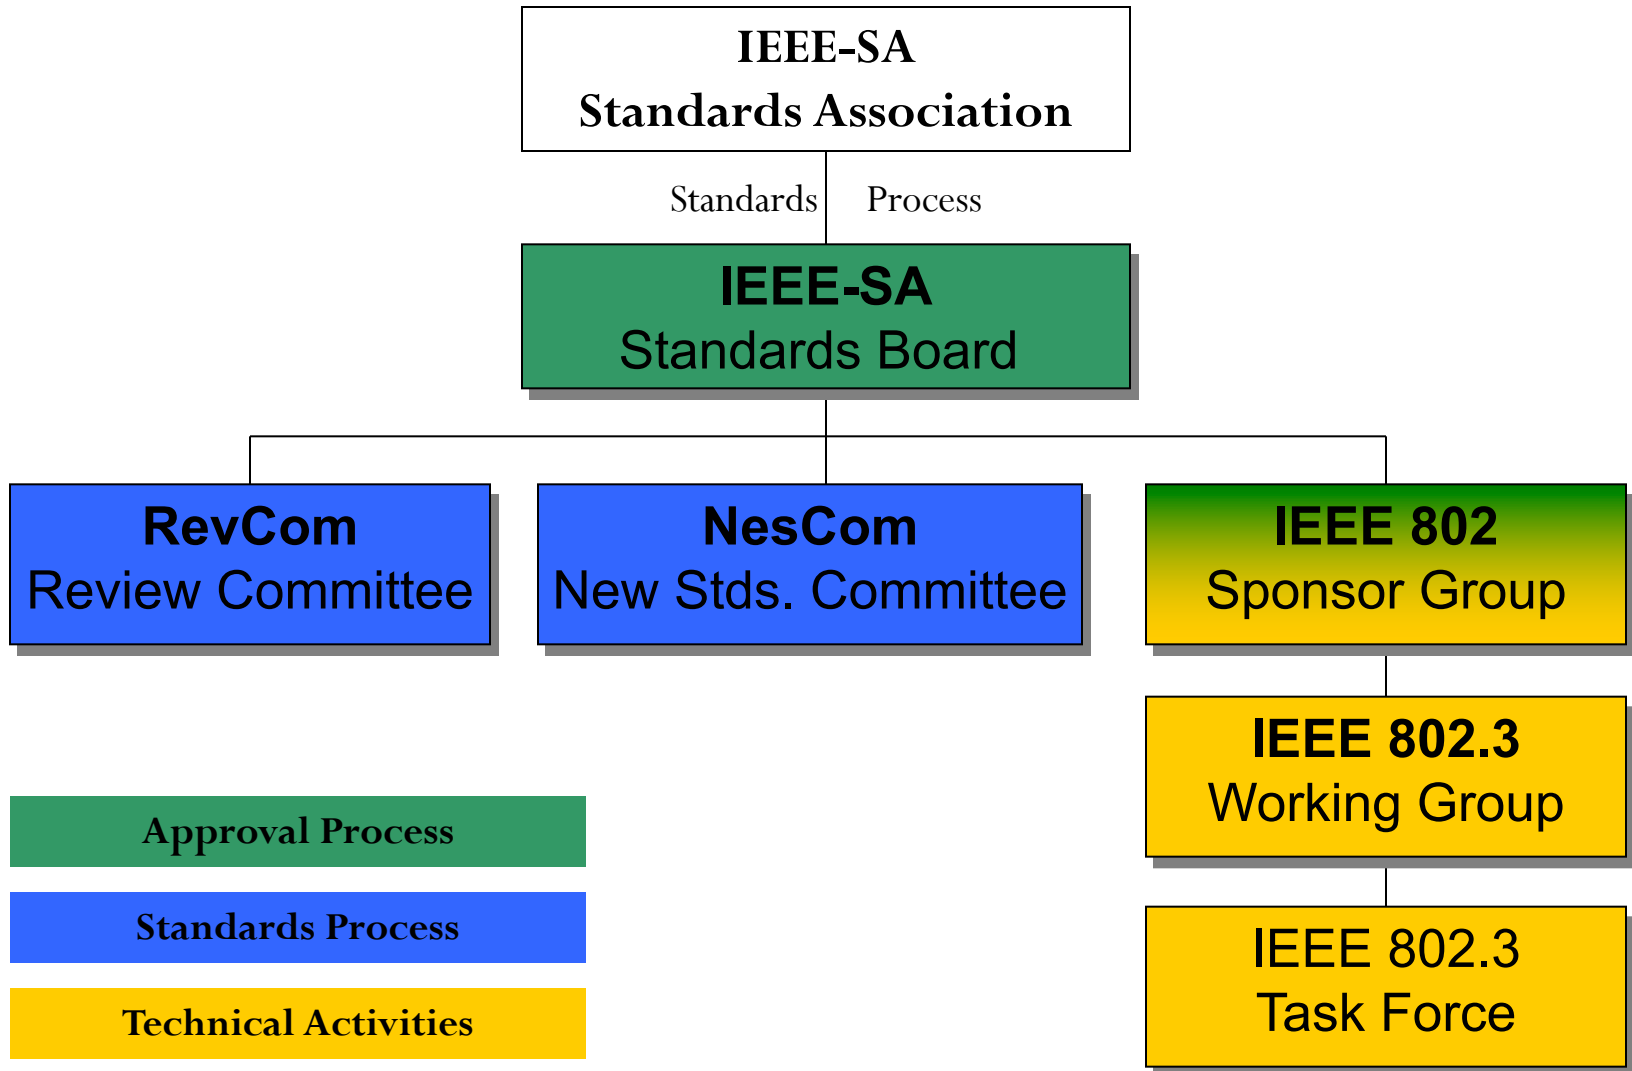 IEEE-SA
Standards Association
Standards Process
IEEE-SA
Standards Board
RevCom
Review Committee
NesCom
New Stds. Committee
IEEE 802
Sponsor Group
IEEE 802.3
Working Group
IEEE 802.3
Task Force
Approval Process
Standards Process
Technical Activities